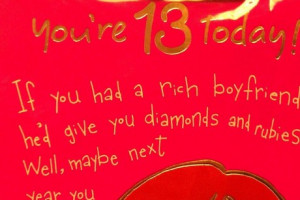 you're 13 Today!
If you had a rich boyfriend
he'd give you diamonds and rubies
Well, maybe next
year you